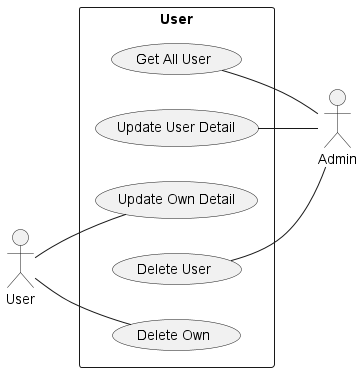 User
Get All User
Update User Detail
Admin
Update Own Detail
Delete User
User
Delete Own